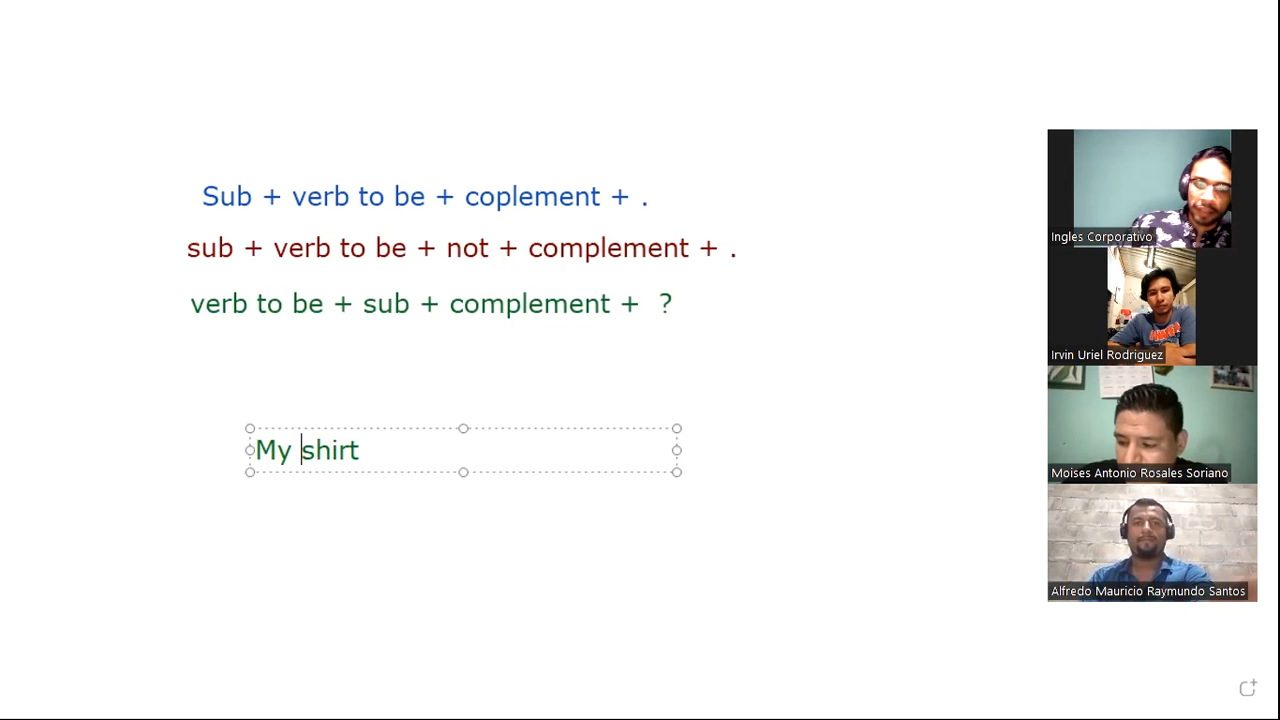 Sub + verb to be + coplement + .
sub + verb to be + not + complement + .
verb to be + sub + complement + ?
My shirt
Ingles Corporativo
Irvin Uriel Rodriguez
Moises Antonio Rosales Soriano
Alfredo Mauricio Raymundo Santos